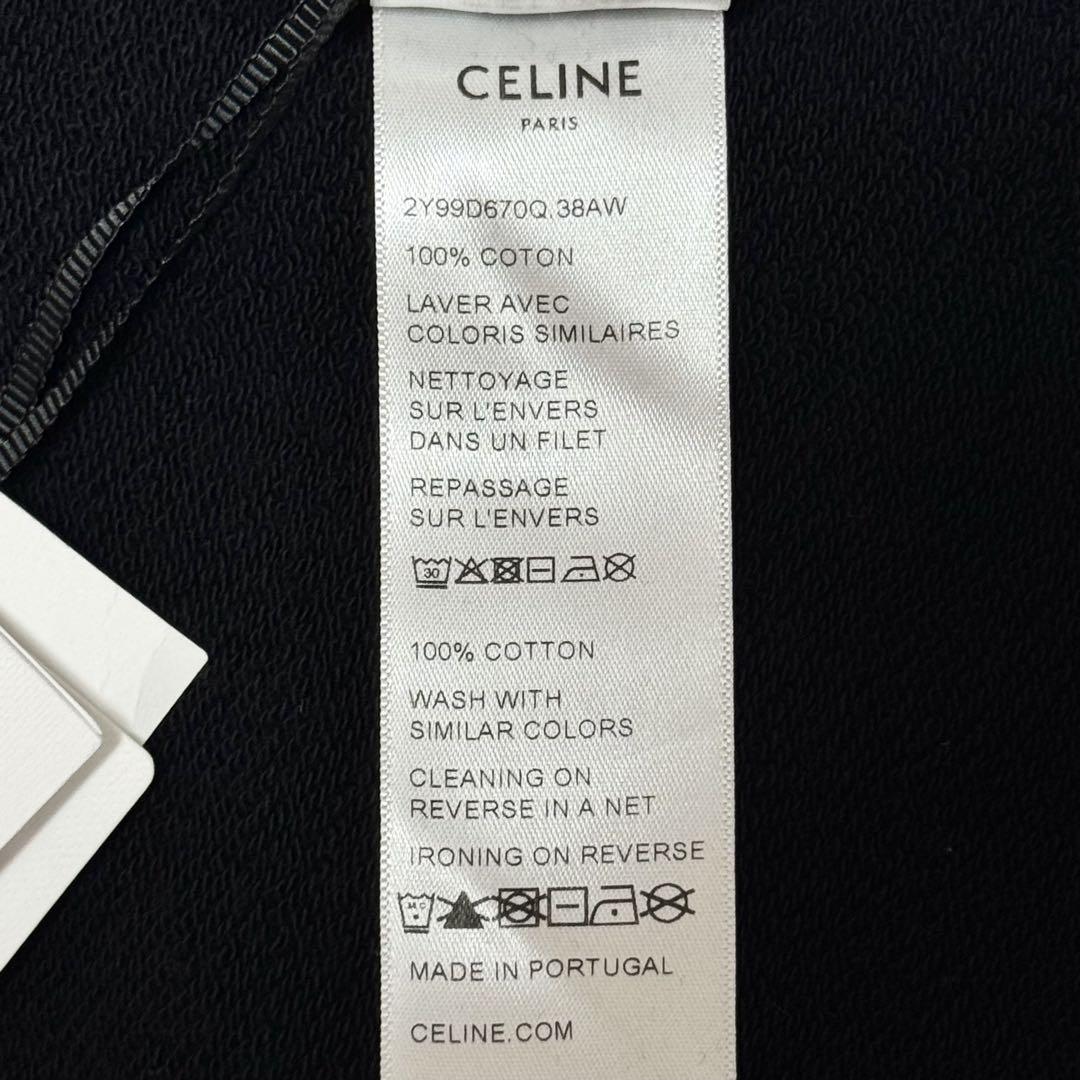 CELINE
PARIS
2Y99D670Q.38AW
100% COTON
LAVER AVEC
COLORIS SIMILAIRES
NETTOYAGE
SUR L'ENVERS
DANS UN FILET
REPASSAGE
SUR L'ENVERS
30
100% COTTON
WASH WITH
SIMILAR COLORS
CLEANING ON
REVERSE IN A NET
IRONING ON REVERSE
MADE IN PORTUGAL
CELINE.COM